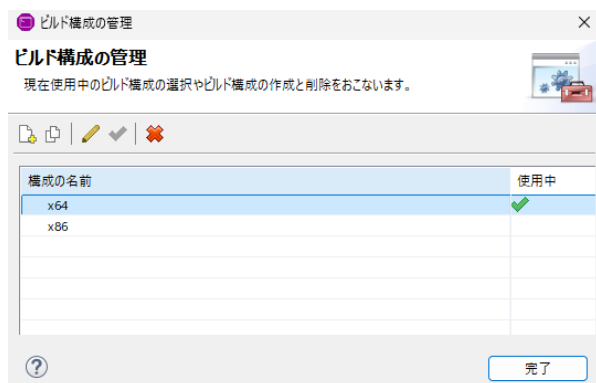 ビルド構成の管理
ビルド構成の管理
現在使用中のビルド構成の選択やビルド構成の作成と削除をおこないます。
構成の名前 使用中
x64
x86
完了